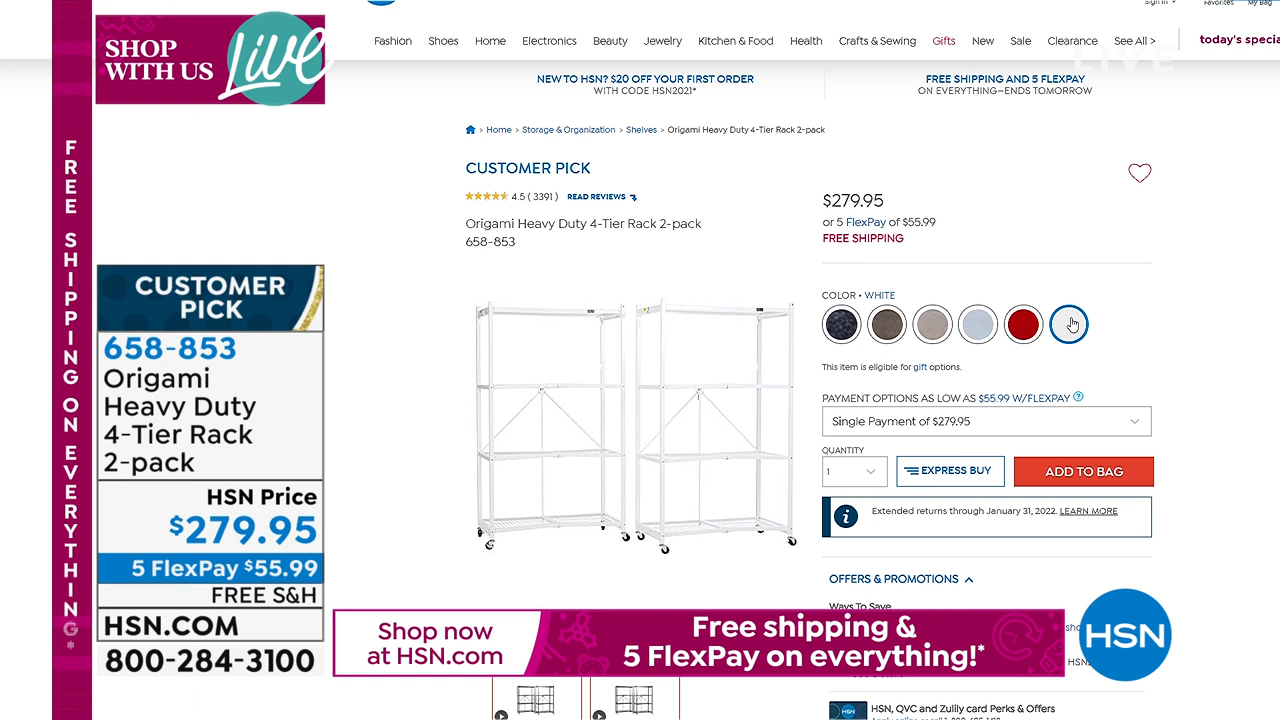 SHOP
WITH US
Live
FREE SHIPPING ON EVERYTHING*
CUSTOMER
PICK
658-853
Origami
Heavy Duty
4-Tier Rack
2-pack
HSN Price
$279.95
5 FlexPay $55.99
FREE S&H
HSN.COM
800-284-3100
Sign In
Favorites
My Bag
Fashion
Shoes
Home
Electronics
Beauty
Jewelry
Kitchen & Food
Health
Crafts & Sewing
Gifts
New
Sale
Clearance
See All >
today's specia
LIVE
NEW TO HSN? $20 OFF YOUR FIRST ORDER
WITH CODE HSN2021*
FREE SHIPPING AND 5 FLEXPAY
ON EVERYTHING—ENDS TOMORROW
> Home > Storage & Organization > Shelves > Origami Heavy Duty 4-Tier Rack 2-pack
CUSTOMER PICK
4.5 ( 3391 ) READ REVIEWS
Origami Heavy Duty 4-Tier Rack 2-pack
658-853
$279.95
or 5 FlexPay of $55.99
FREE SHIPPING
COLOR • WHITE
This item is eligible for gift options.
PAYMENT OPTIONS AS LOW AS $55.99 W/FLEXPAY ?
Single Payment of $279.95
QUANTITY
1
EXPRESS BUY
ADD TO BAG
i
Extended returns through January 31, 2022. LEARN MORE
OFFERS & PROMOTIONS
Ways To Save
Shop now
at HSN.com
Free shipping &
5 FlexPay on everything!*
HSN
HSN
HSN, QVC and Zulily card Perks & Offers